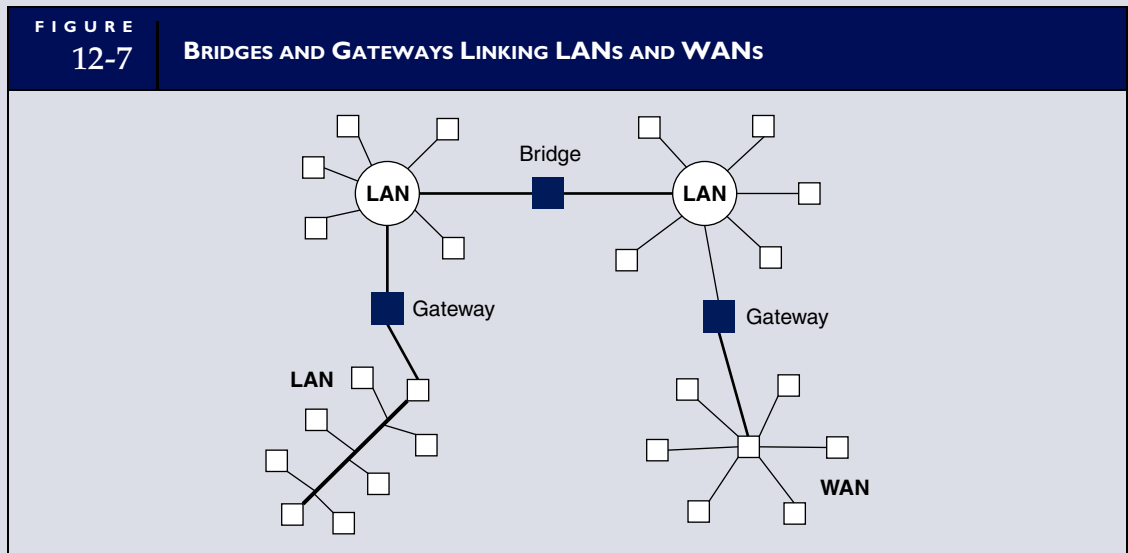 FIGURE
12-7
BRIDGES AND GATEWAYS LINKING LANS AND WANS
Bridge
LAN
LAN
Gateway
Gateway
LAN
WAN